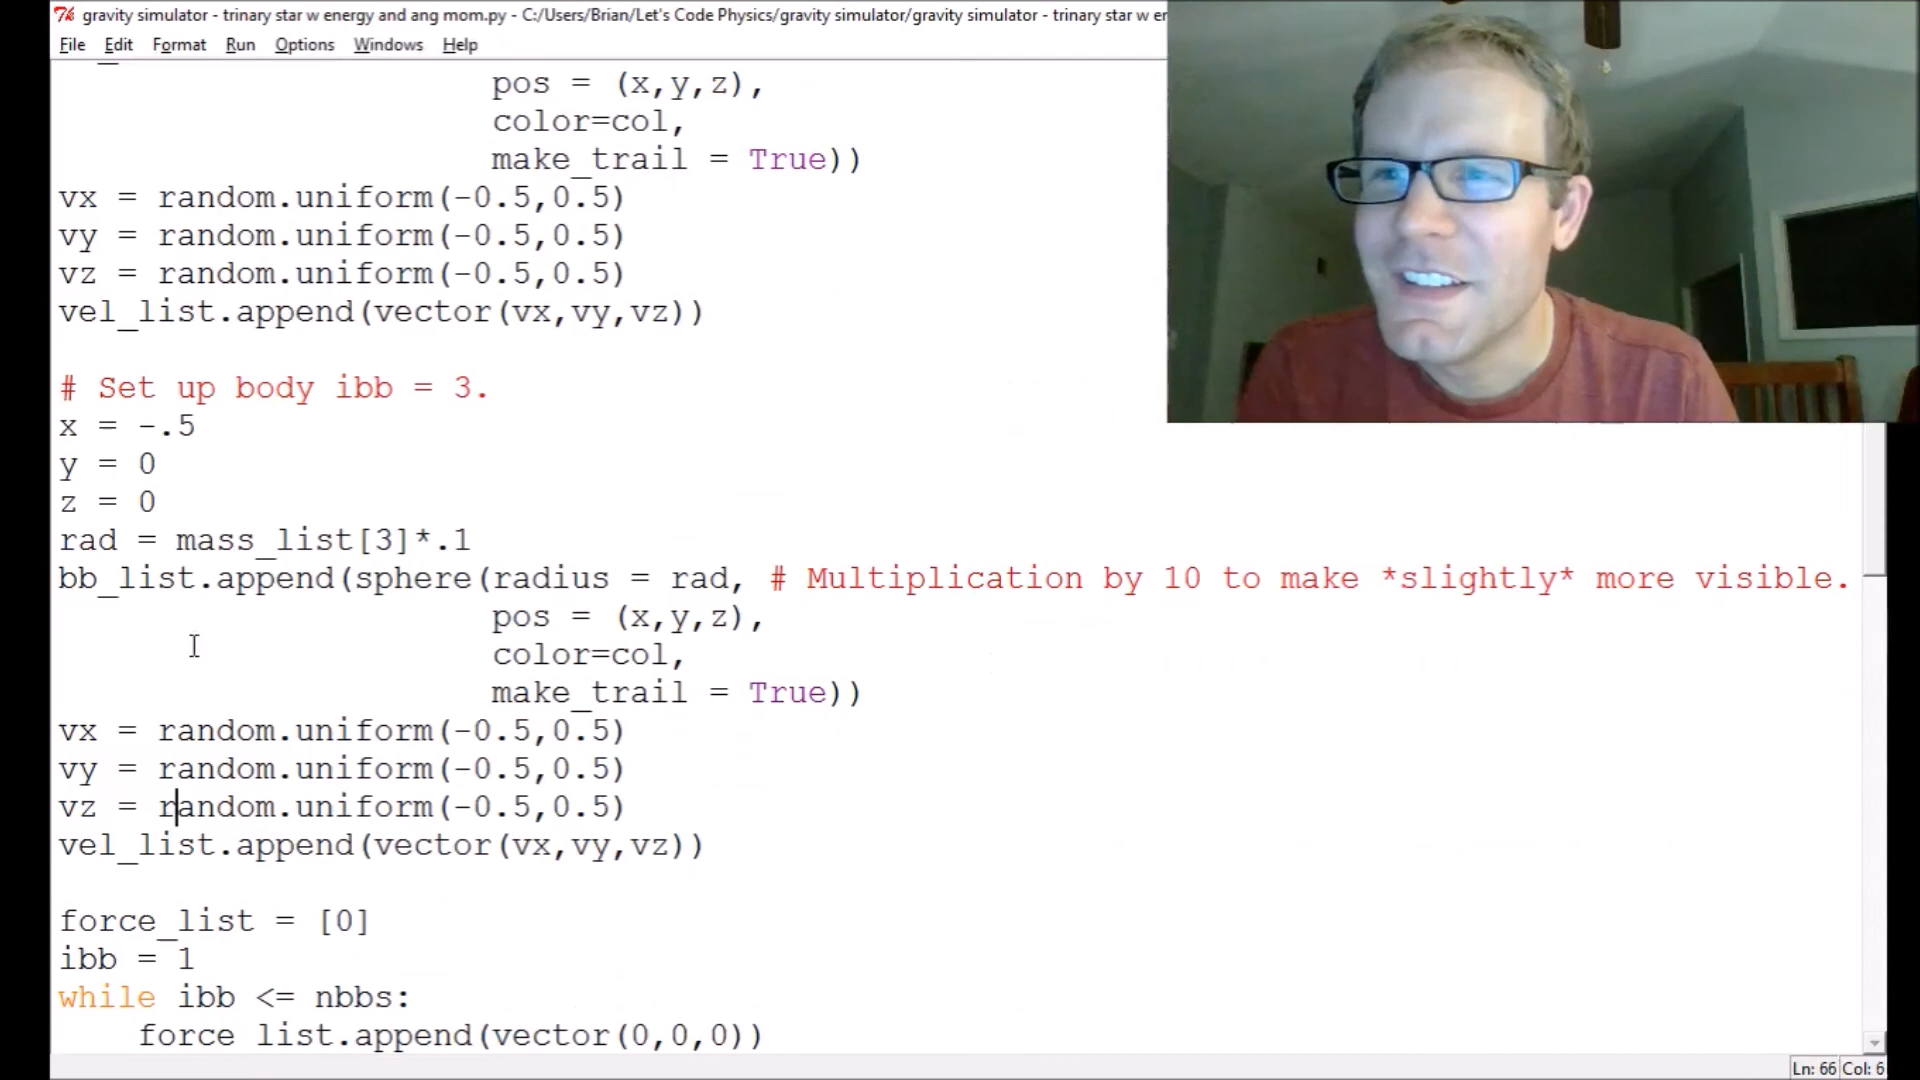 gravity simulator - trinary star w energy and ang mom.py - C:/Users/Brian/Let's Code Physics/gravity simulator/gravity simulator - trinary star w en
File Edit Format Run Options Windows Help
pos = (x,y,z),
color=col,
make_trail = True))
vx = random.uniform(-0.5,0.5)
vy = random.uniform(-0.5,0.5)
vz = random.uniform(-0.5,0.5)
vel_list.append(vector(vx,vy,vz))
# Set up body ibb = 3.
x = -.5
y = 0
z = 0
rad = mass_list[3]*.1
bb_list.append(sphere(radius = rad, # Multiplication by 10 to make *slightly* more visible.
pos = (x,y,z),
color=col,
make_trail = True))
vx = random.uniform(-0.5,0.5)
vy = random.uniform(-0.5,0.5)
vz = random.uniform(-0.5,0.5)
vel_list.append(vector(vx,vy,vz))
force_list = [0]
ibb = 1
while ibb <= nbbs:
force list.append(vector(0,0,0))
Ln: 66 Col: 6